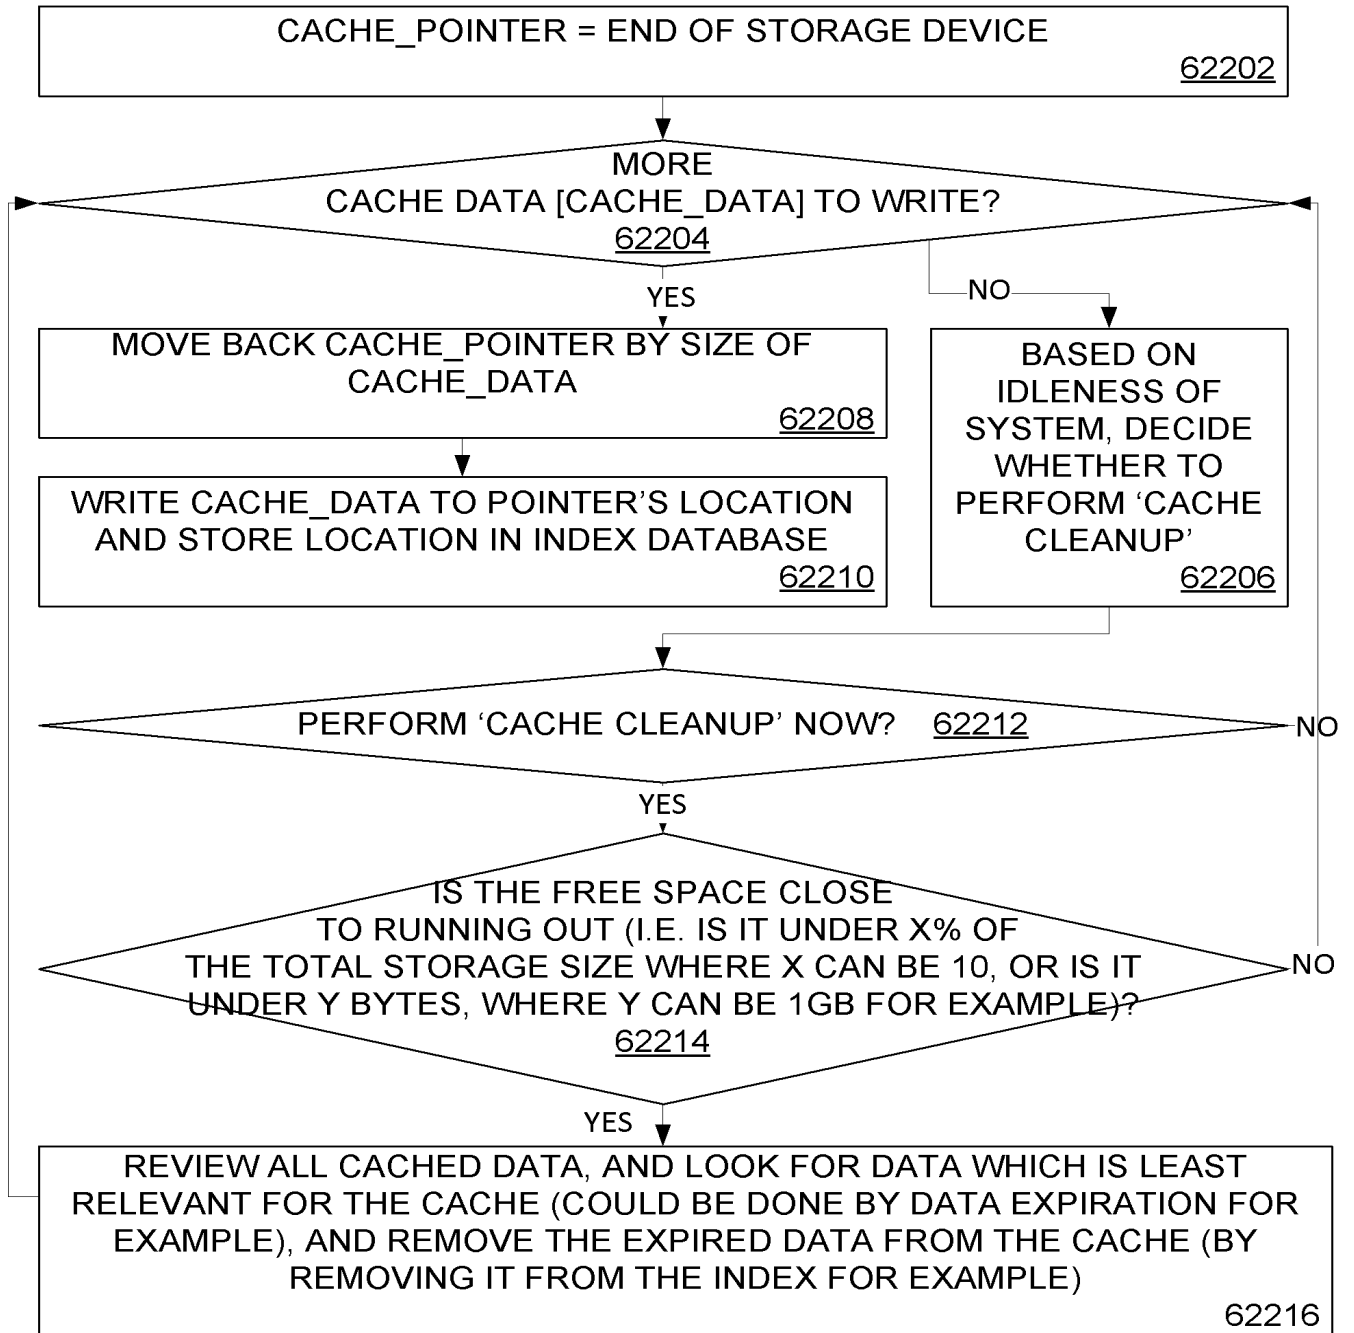 CACHE_POINTER = END OF STORAGE DEVICE
62202
MORE
CACHE DATA [CACHE_DATA] TO WRITE?
62204
YES
NO
MOVE BACK CACHE_POINTER BY SIZE OF
CACHE_DATA
62208
WRITE CACHE_DATA TO POINTER’S LOCATION
AND STORE LOCATION IN INDEX DATABASE
62210
BASED ON
IDLENESS OF
SYSTEM, DECIDE
WHETHER TO
PERFORM ‘CACHE
CLEANUP’
62206
PERFORM ‘CACHE CLEANUP’ NOW? 62212
NO
YES
IS THE FREE SPACE CLOSE
TO RUNNING OUT (I.E. IS IT UNDER X% OF
THE TOTAL STORAGE SIZE WHERE X CAN BE 10, OR IS IT
UNDER Y BYTES, WHERE Y CAN BE 1GB FOR EXAMPLE)?
62214
NO
YES
REVIEW ALL CACHED DATA, AND LOOK FOR DATA WHICH IS LEAST
RELEVANT FOR THE CACHE (COULD BE DONE BY DATA EXPIRATION FOR
EXAMPLE), AND REMOVE THE EXPIRED DATA FROM THE CACHE (BY
REMOVING IT FROM THE INDEX FOR EXAMPLE)
62216